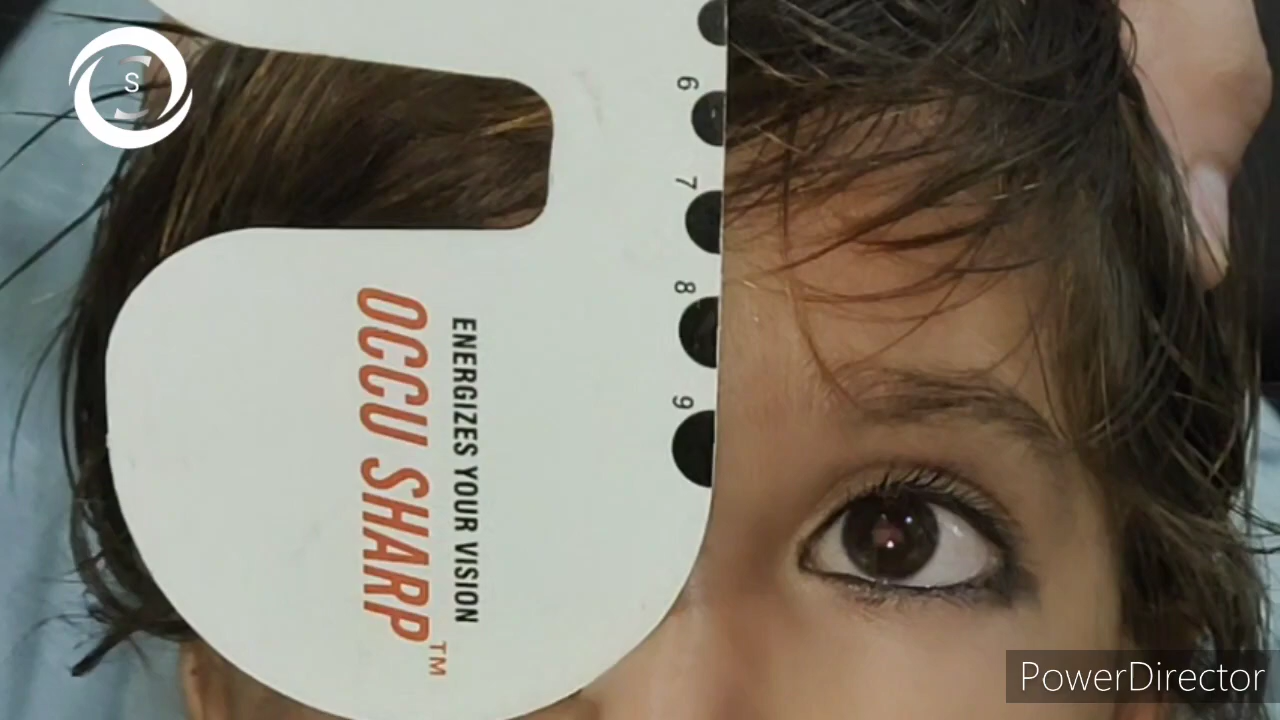 S
S
6
7
8
9
ENERGIZES YOUR VISION
OCCU SHARP™
PowerDirector